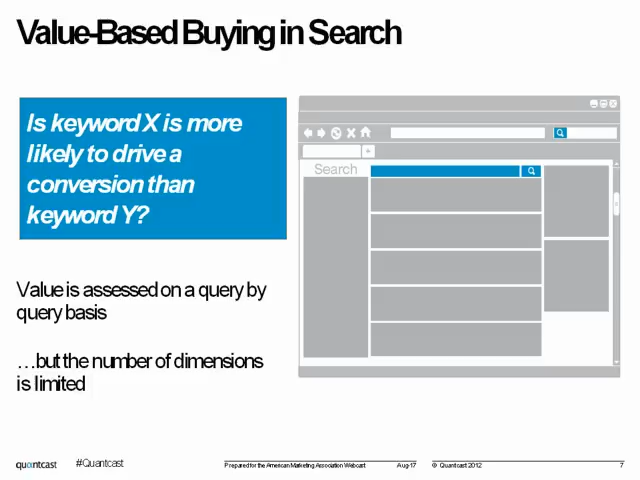 Value-Based Buying in Search
Is keyword X is more
likely to drive a
conversion than
keyword Y?
Search
Value is assessed on a query by
query basis
…but the number of dimensions
is limited
quantcast
#Quantcast
Prepared for the American Marketing Association Webcast
Aug-17
© Quantcast 2012
7